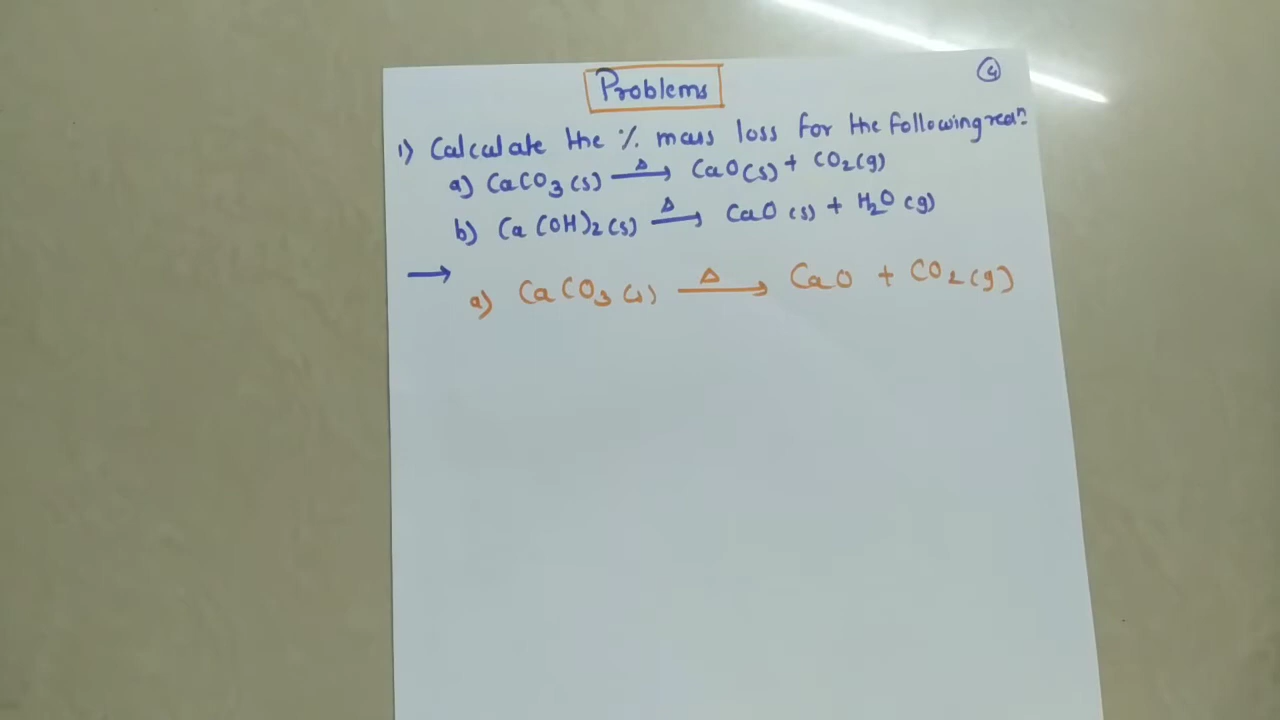 Problems
4
1) Calculate the % mass loss for the following reaⁿ?
a) CaCO₃(s) —Δ→ CaO(s) + CO₂(g)
b) Ca(OH)₂(s) —Δ→ CaO(s) + H₂O(g)
→
a) CaCO₃(s) —Δ→ CaO + CO₂(g)